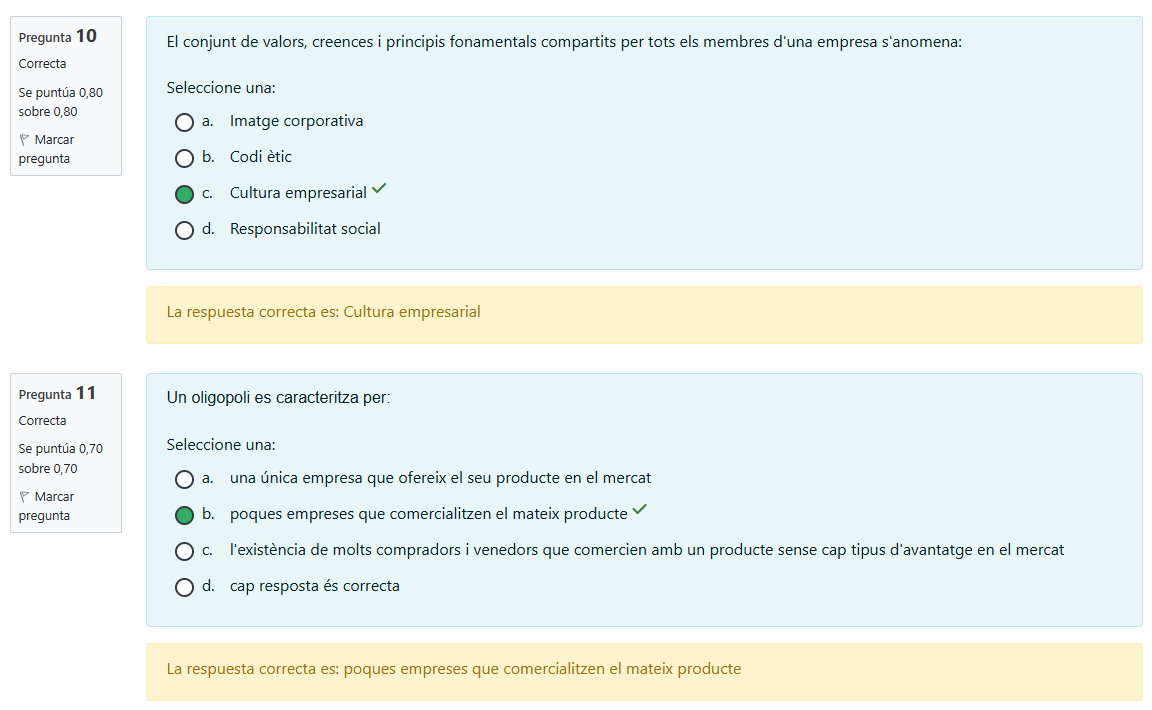 Pregunta 10
Correcta
Se puntúa 0,80
sobre 0,80
Marcar
pregunta
El conjunt de valors, creences i principis fonamentals compartits per tots els membres d'una empresa s'anomena:
Seleccione una:
a. Imatge corporativa
b. Codi ètic
c. Cultura empresarial
d. Responsabilitat social
La respuesta correcta es: Cultura empresarial
Pregunta 11
Correcta
Se puntúa 0,70
sobre 0,70
Marcar
pregunta
Un oligopoli es caracteritza per:
Seleccione una:
a. una única empresa que ofereix el seu producte en el mercat
b. poques empreses que comercialitzen el mateix producte
c. l'existència de molts compradors i venedors que comercien amb un producte sense cap tipus d'avantatge en el mercat
d. cap resposta és correcta
La respuesta correcta es: poques empreses que comercialitzen el mateix producte